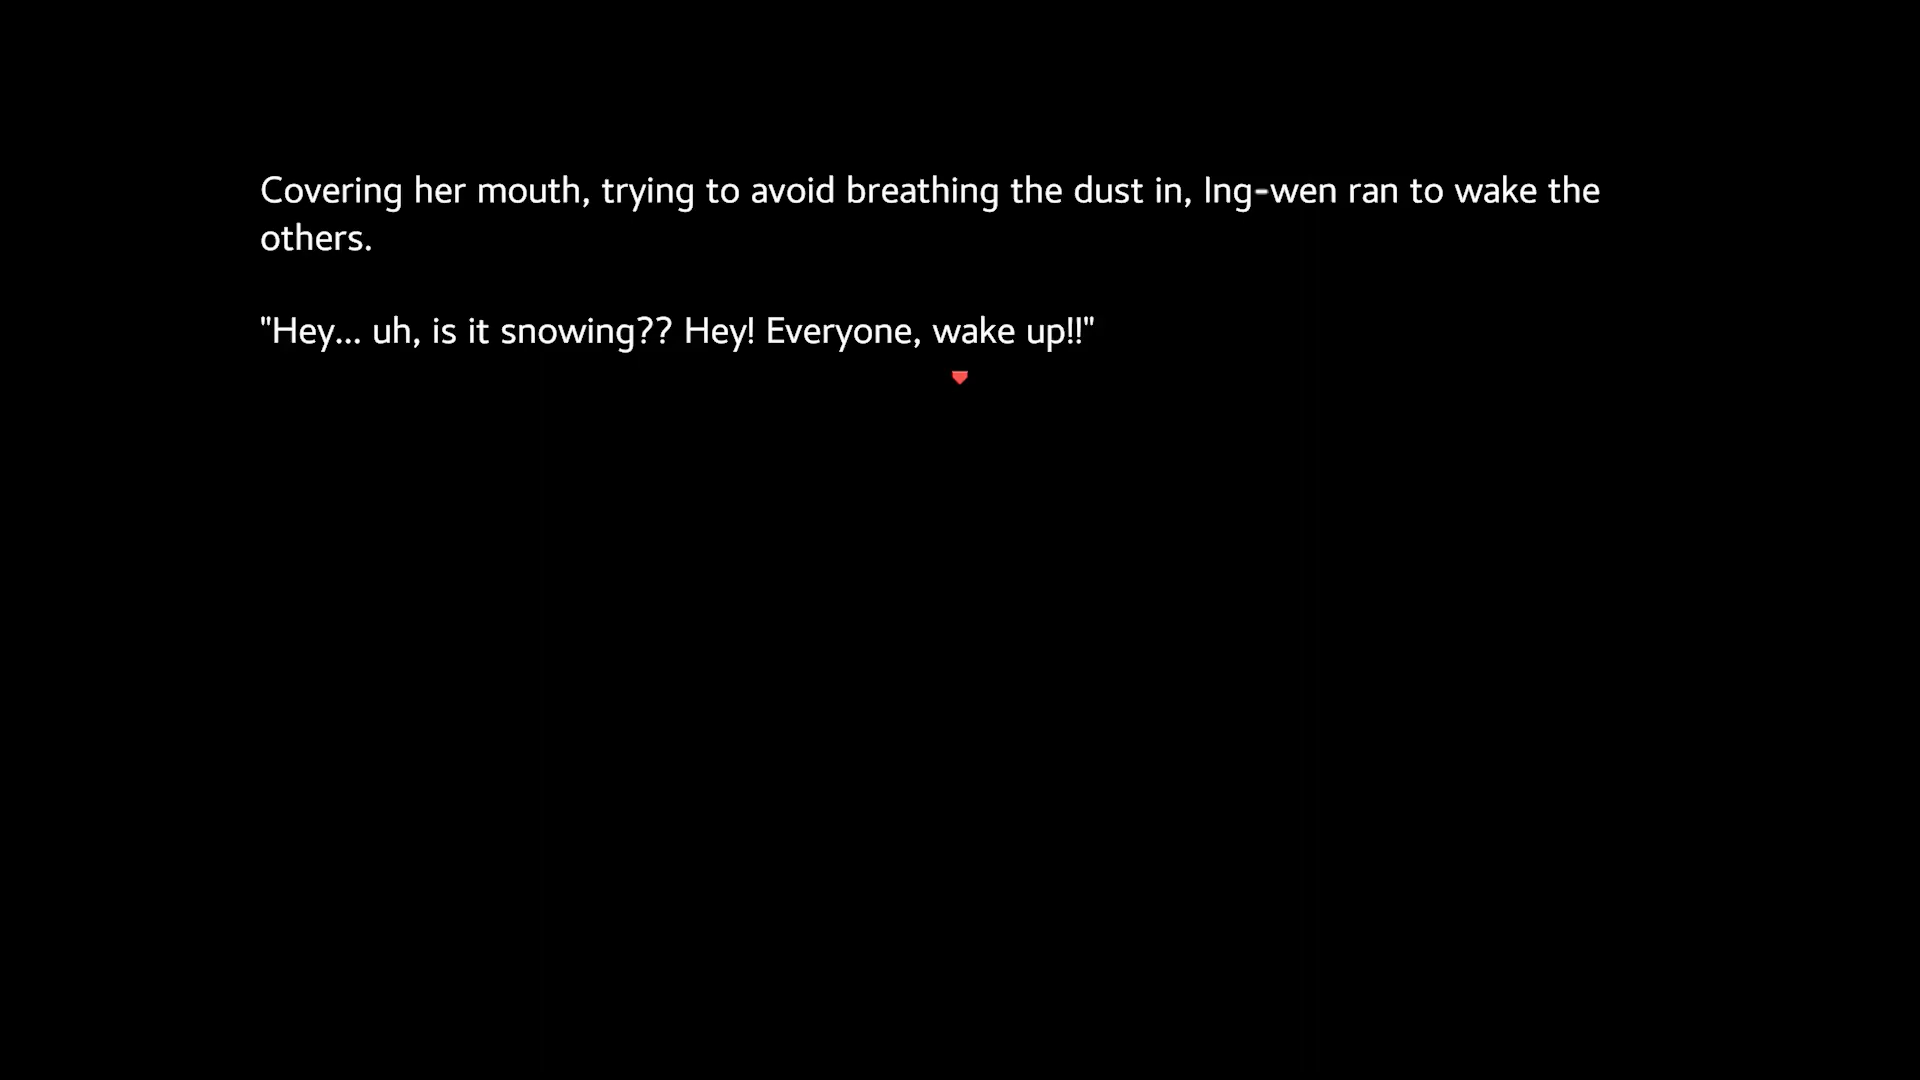 Covering her mouth, trying to avoid breathing the dust in, Ing-wen ran to wake the
others.
"Hey... uh, is it snowing?? Hey! Everyone, wake up!!"